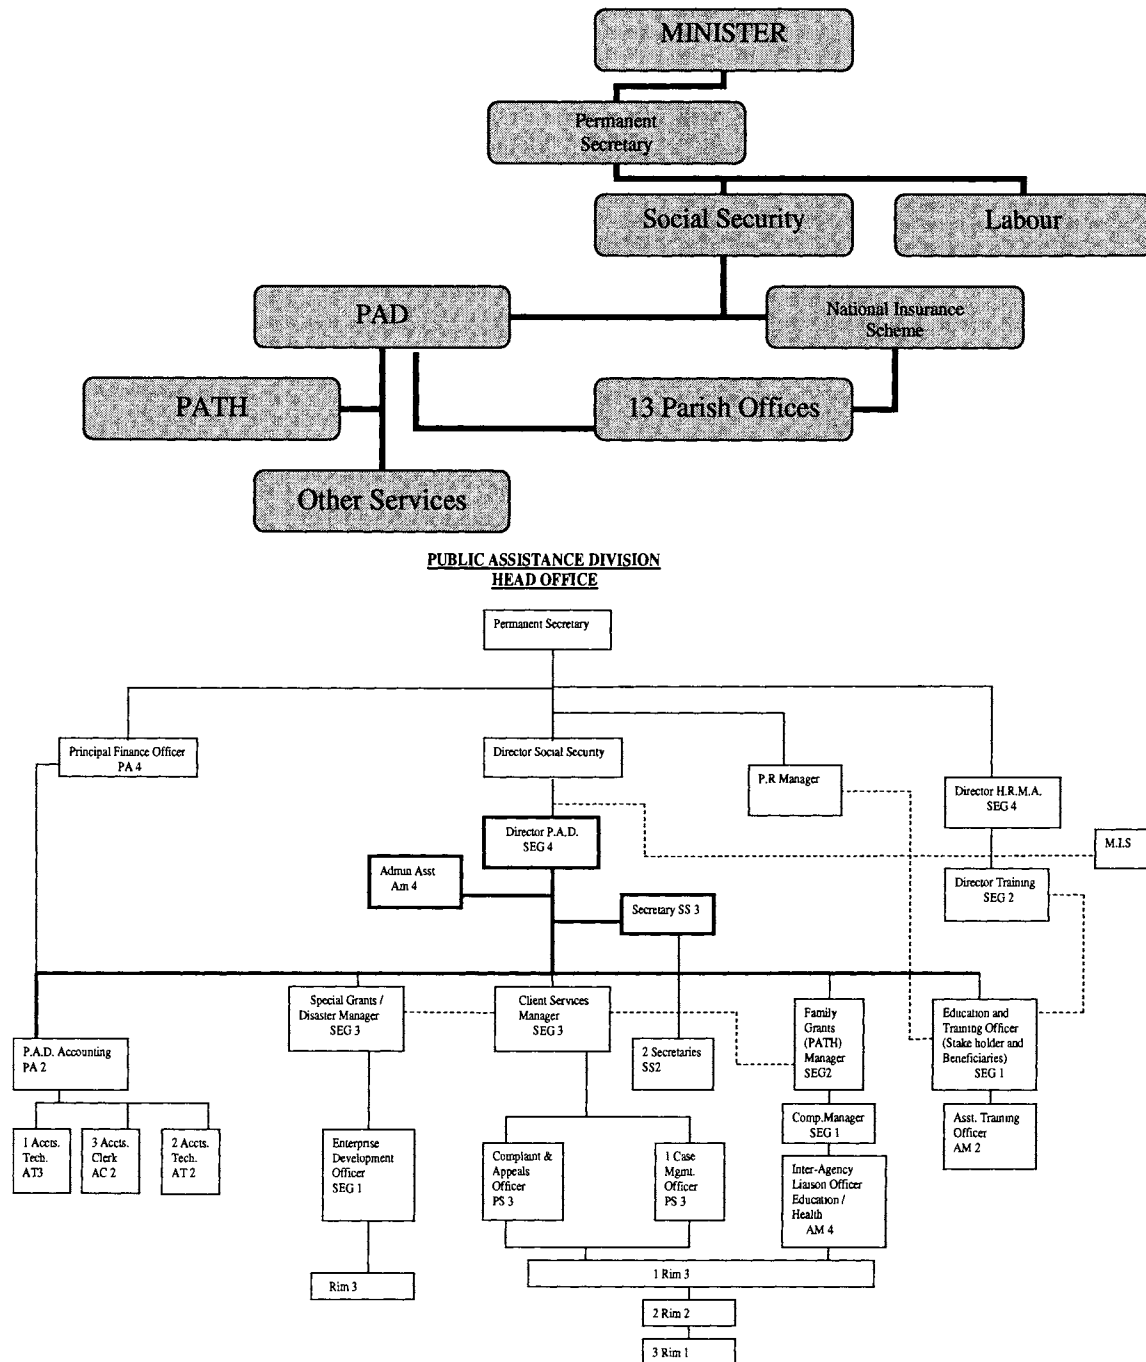 MINISTER
Permanent
Secretary
Social Security
Labour
PAD
National Insurance
Scheme
PATH
13 Parish Offices
Other Services
PUBLIC ASSISTANCE DIVISION
HEAD OFFICE
Permanent Secretary
Principal Finance Officer
PA 4
Director Social Security
P.R Manager
Director H.R.M.A.
SEG 4
Director P.A.D.
SEG 4
M.I.S
Admin Asst
Am 4
Director Training
SEG 2
Secretary SS 3
Special Grants /
Disaster Manager
SEG 3
Client Services
Manager
SEG 3
Family
Grants
(PATH)
Manager
SEG2
Education and
Training Officer
(Stake holder and
Beneficiaries)
SEG 1
P.A.D. Accounting
PA 2
2 Secretaries
SS2
1 Accts.
Tech.
AT3
3 Accts.
Clerk
AC 2
2 Accts.
Tech.
AT 2
Enterprise
Development
Officer
SEG 1
Complaint &
Appeals
Officer
PS 3
1 Case
Mgmt.
Officer
PS 3
Comp.Manager
SEG 1
Asst. Training
Officer
AM 2
Inter-Agency
Liaison Officer
Education /
Health
AM 4
Rim 3
1 Rim 3
2 Rim 2
3 Rim 1